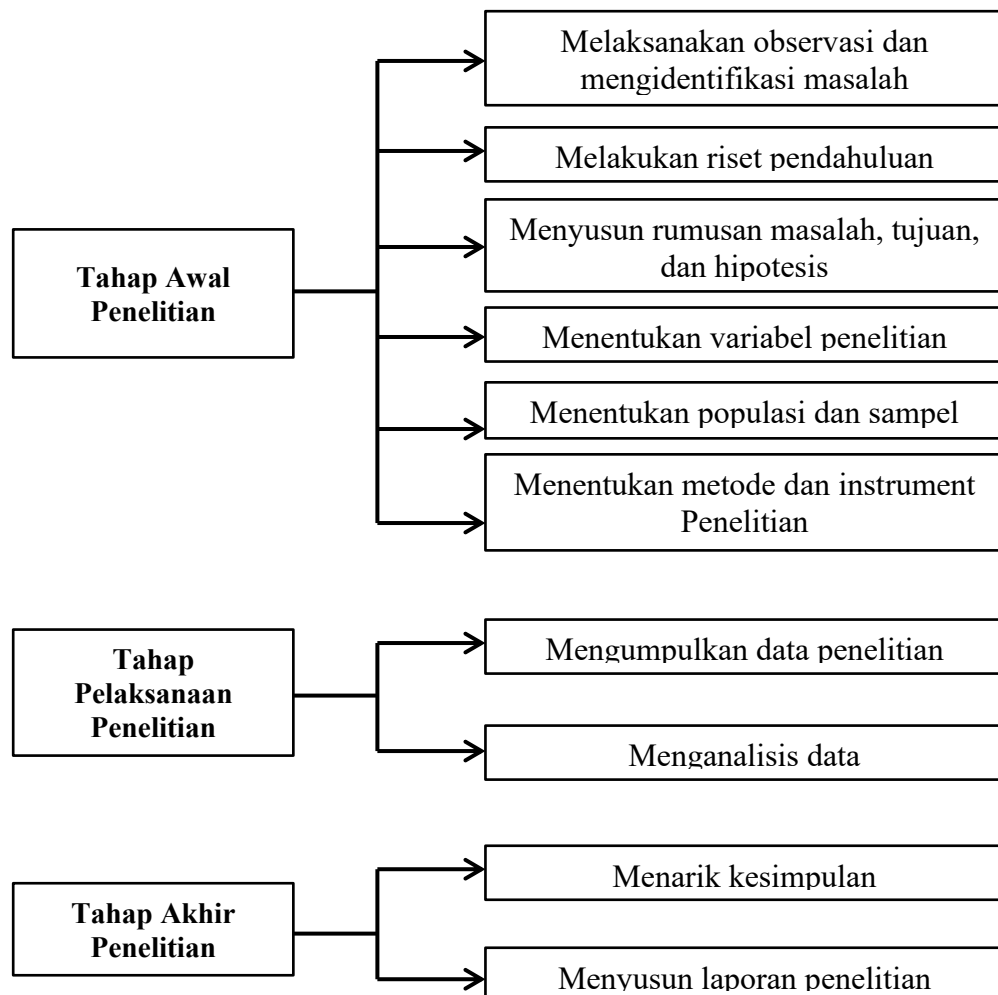 Tahap Awal
Penelitian
Melaksanakan observasi dan
mengidentifikasi masalah
Melakukan riset pendahuluan
Menyusun rumusan masalah, tujuan,
dan hipotesis
Menentukan variabel penelitian
Menentukan populasi dan sampel
Menentukan metode dan instrument
Penelitian
Tahap
Pelaksanaan
Penelitian
Mengumpulkan data penelitian
Menganalisis data
Tahap Akhir
Penelitian
Menarik kesimpulan
Menyusun laporan penelitian